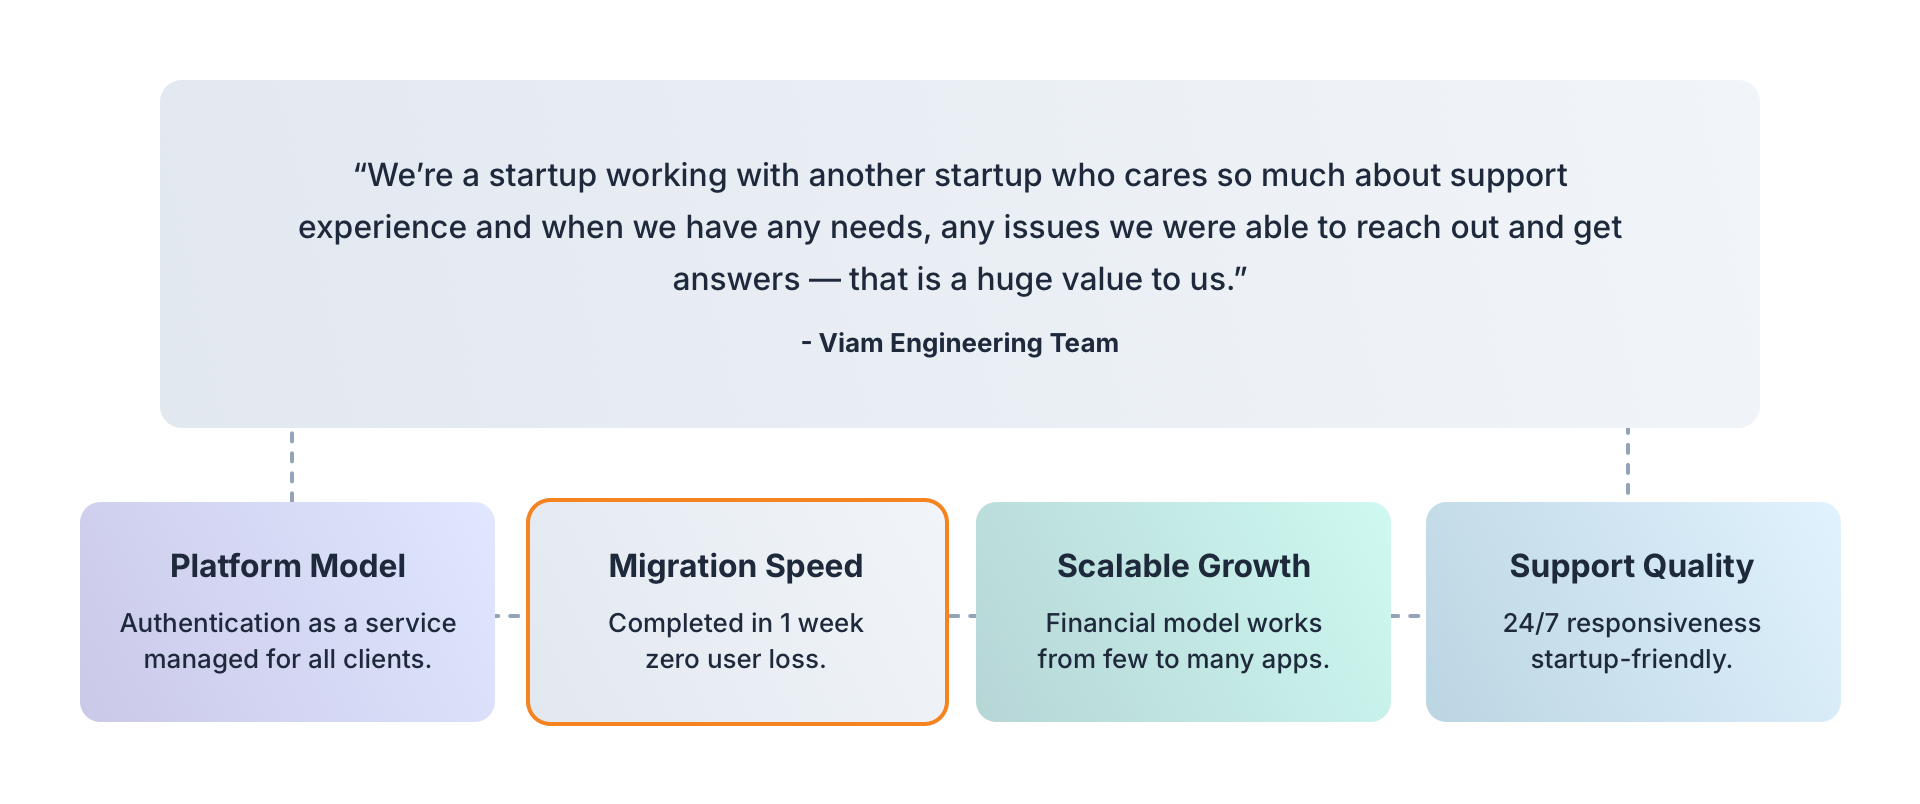 “We’re a startup working with another startup who cares so much about support
experience and when we have any needs, any issues we were able to reach out and get
answers — that is a huge value to us.”
- Viam Engineering Team
Platform Model
Authentication as a service
managed for all clients.
Migration Speed
Completed in 1 week
zero user loss.
Scalable Growth
Financial model works
from few to many apps.
Support Quality
24/7 responsiveness
startup-friendly.